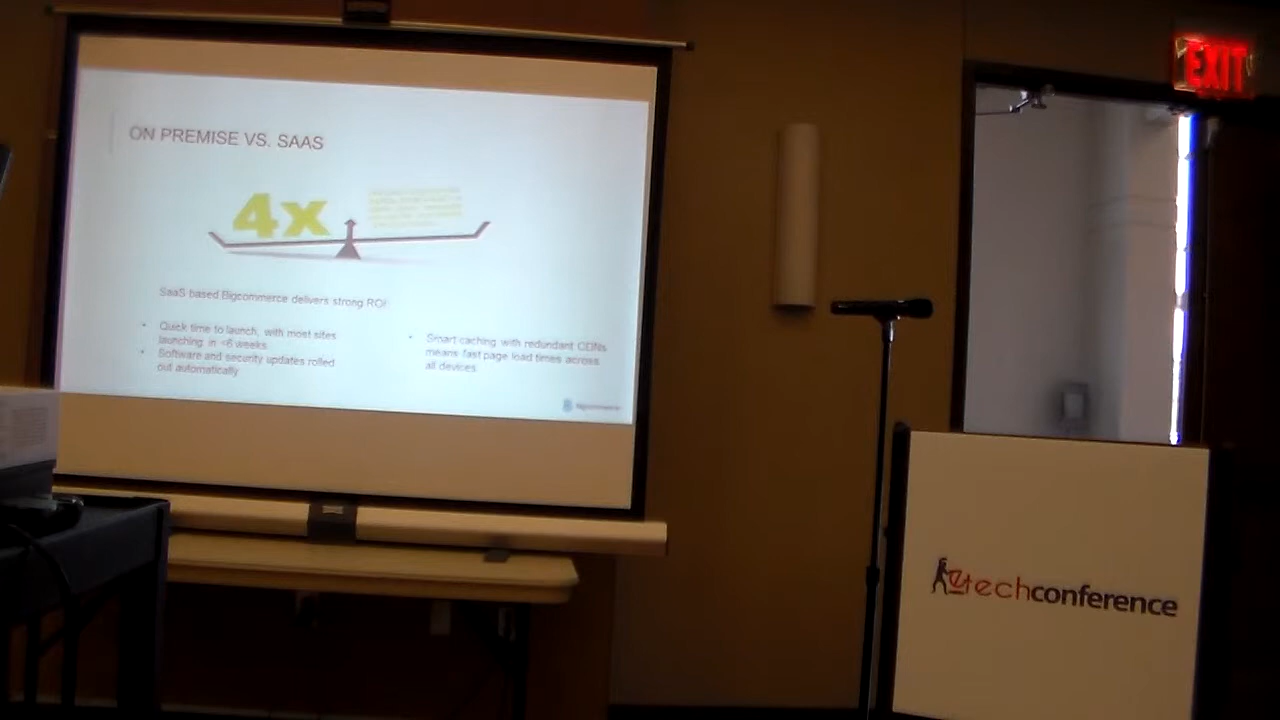 EXIT
ON PREMISE VS. SAAS
4x
SaaS based Bigcommerce delivers strong ROI
• Quick time to launch, with most sites
launching in <6 weeks
• Software and security updates rolled
out automatically
• Smart caching with redundant CDNs
means fast page load times across
all devices
Bigcommerce
etechconference